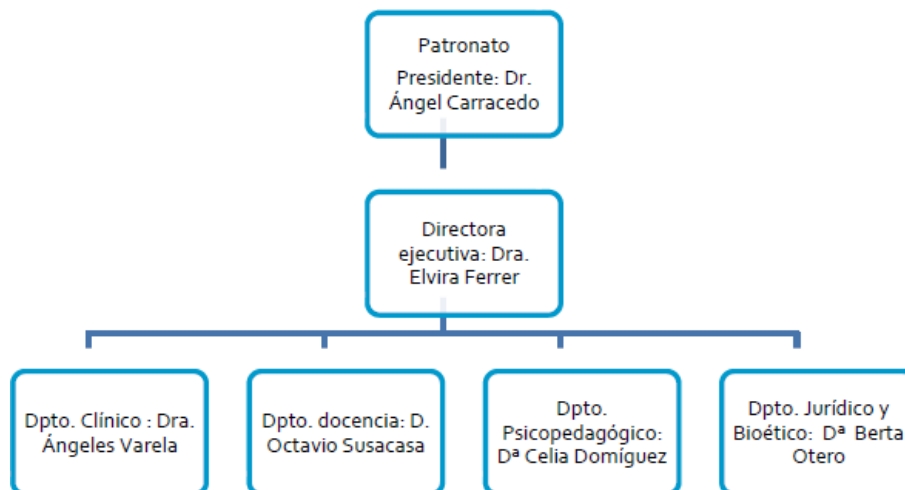 Patronato
Presidente: Dr.
Ángel Carracedo
Directora
ejecutiva: Dra.
Elvira Ferrer
Dpto. Clínico : Dra.
Ángeles Varela
Dpto. docencia: D.
Octavio Susacasa
Dpto.
Psicopedagógico:
Dª Celia Domíguez
Dpto. Jurídico y
Bioético: Dª Berta
Otero